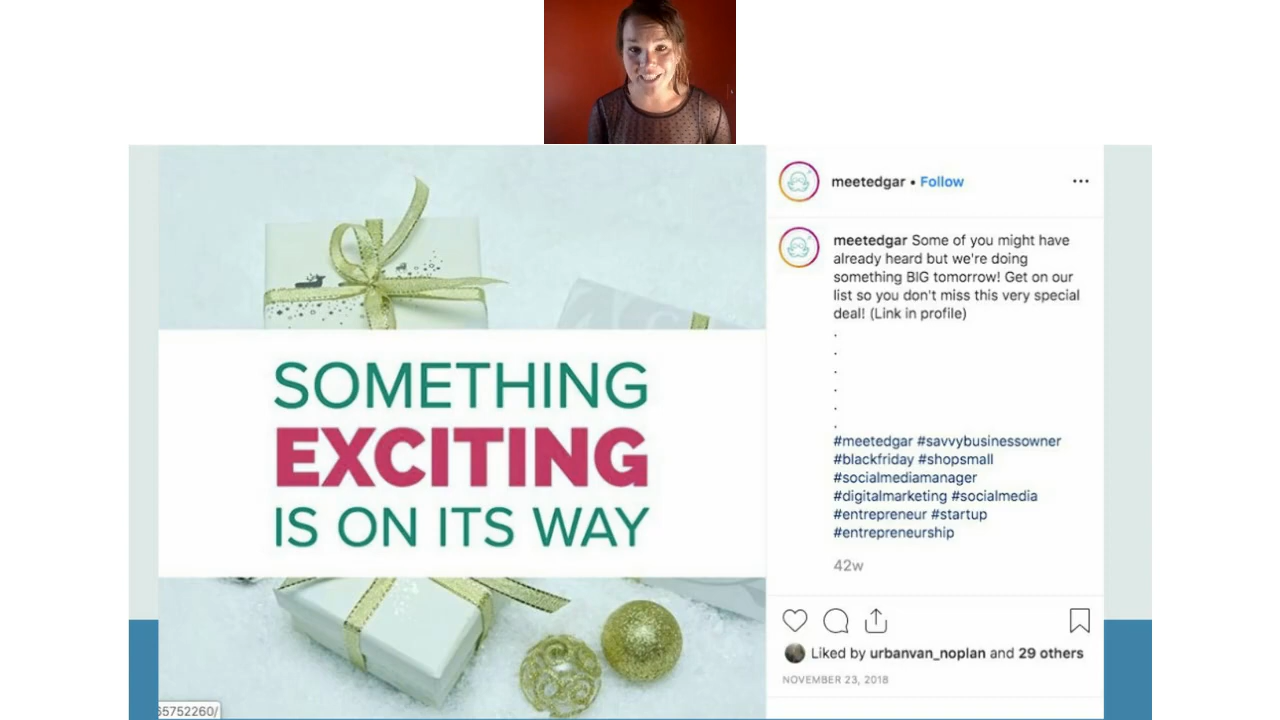 meetedgar • Follow
SOMETHING
EXCITING
IS ON ITS WAY
meetedgar Some of you might have
already heard but we're doing
something BIG tomorrow! Get on our
list so you don't miss this very special
deal! (Link in profile)
.
.
.
.
.
.
#meetedgar #savvybusinessowner
#blackfriday #shopsmall
#socialmediamanager
#digitalmarketing #socialmedia
#entrepreneur #startup
#entrepreneurship
42w
Liked by urbanvan_noplan and 29 others
NOVEMBER 23, 2018
65752260/